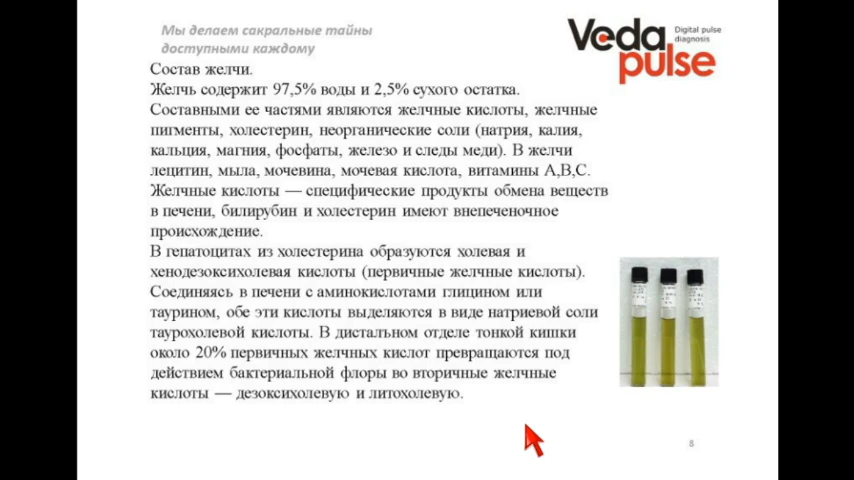 Мы делаем сакральные тайны
доступными каждому
Veda pulse
Digital pulse
diagnosis
Состав желчи.
Желчь содержит 97,5% воды и 2,5% сухого остатка.
Составными ее частями являются желчные кислоты, желчные
пигменты, холестерин, неорганические соли (натрия, калия,
кальция, магния, фосфаты, железо и следы меди). В желчи
лецитин, мыла, мочевина, мочевая кислота, витамины А,В,С.
Желчные кислоты — специфические продукты обмена веществ
в печени, билирубин и холестерин имеют внепеченочное
происхождение.
В гепатоцитах из холестерина образуются холевая и
хенодезоксихолевая кислоты (первичные желчные кислоты).
Соединяясь в печени с аминокислотами глицином или
таурином, обе эти кислоты выделяются в виде натриевой соли
таурохолевой кислоты. В дистальном отделе тонкой кишки
около 20% первичных желчных кислот превращаются под
действием бактериальной флоры во вторичные желчные
кислоты — дезоксихолевую и литохолевую.
8